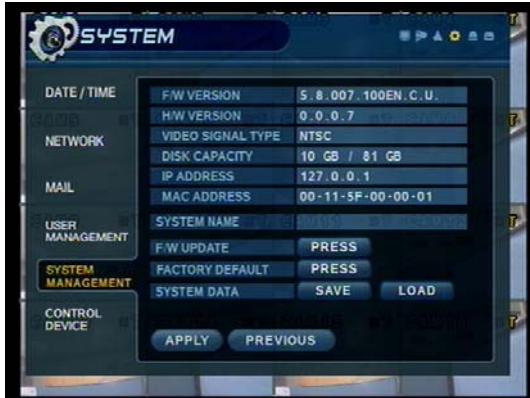 SYSTEM
DATE / TIME
NETWORK
MAIL
USER
MANAGEMENT
SYSTEM
MANAGEMENT
CONTROL
DEVICE
F/W VERSION 5.8.007.100EN.C.U.
H/W VERSION 0.0.0.7
VIDEO SIGNAL TYPE NTSC
DISK CAPACITY 10 GB / 81 GB
IP ADDRESS 127.0.0.1
MAC ADDRESS 00-11-5F-00-00-01
SYSTEM NAME
F/W UPDATE PRESS
FACTORY DEFAULT PRESS
SYSTEM DATA SAVE LOAD
APPLY PREVIOUS